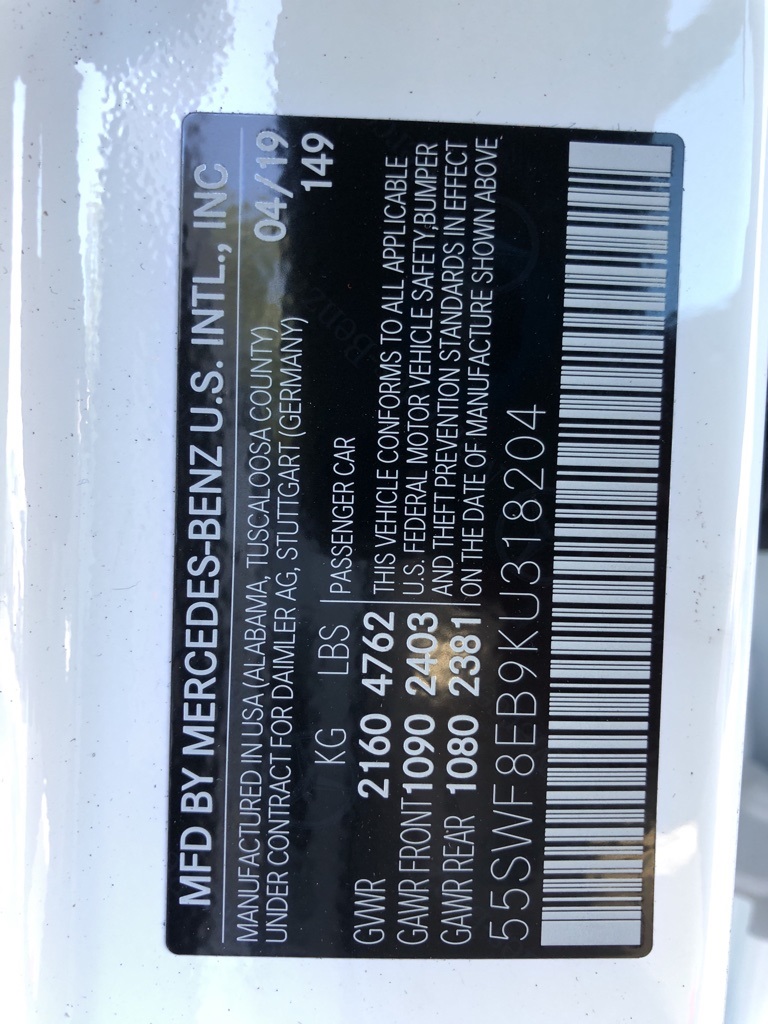 MFD BY MERCEDES-BENZ U.S. INTL., INC
MANUFACTURED IN USA (ALABAMA, TUSCALOOSA COUNTY) 04/19
UNDER CONTRACT FOR DAIMLER AG, STUTTGART (GERMANY) 149
KG LBS PASSENGER CAR
GVWR 2160 4762 THIS VEHICLE CONFORMS TO ALL APPLICABLE
GAWR FRONT 1090 2403 U.S. FEDERAL MOTOR VEHICLE SAFETY,BUMPER
AND THEFT PREVENTION STANDARDS IN EFFECT
GAWR REAR 1080 2381 ON THE DATE OF MANUFACTURE SHOWN ABOVE
55SWF8EB9KU318204